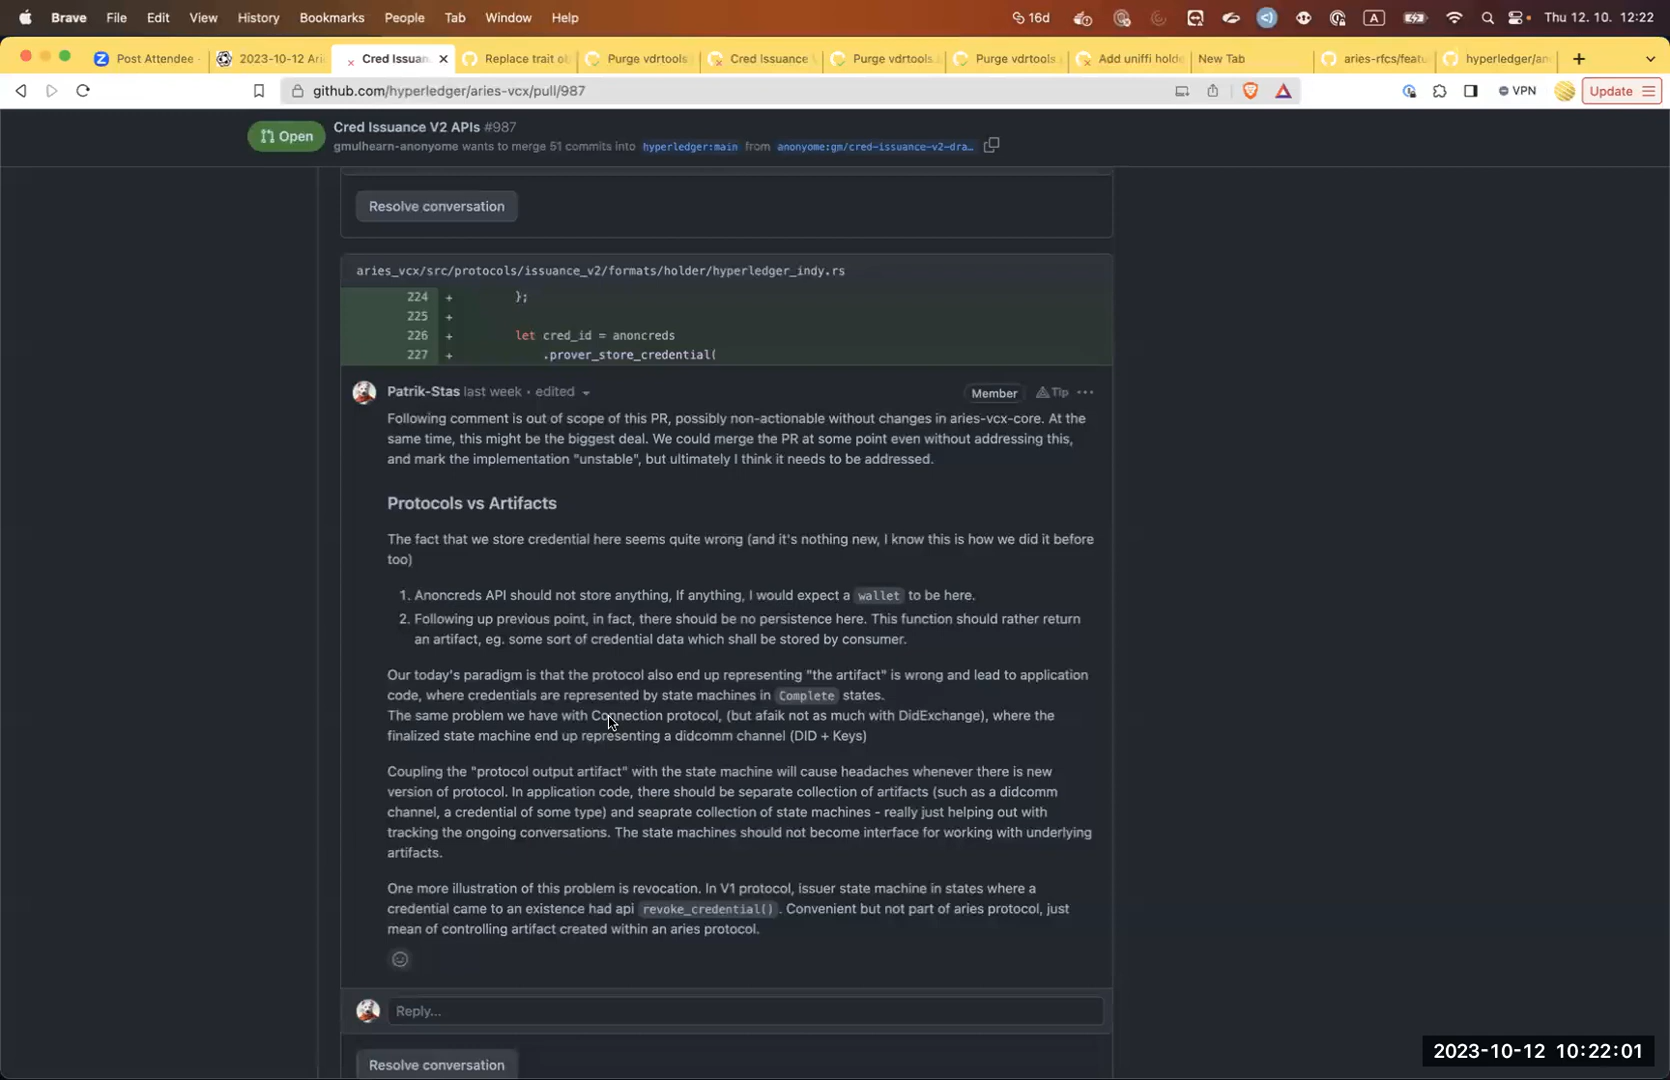 Brave File Edit View History Bookmarks People Tab Window Help 16d A Thu 12. 10. 12:22
Post Attendee 2023-10-12 Ari Cred Issuan Replace trait ob Purge vdrtools Cred Issuance Purge vdrtools Purge vdrtools Add uniffi holde New Tab aries-rfcs/featu hyperledger/an
github.com/hyperledger/aries-vcx/pull/987 VPN Update
Open
Cred Issuance V2 APIs #987
gmulhearn-anonyome wants to merge 51 commits into hyperledger:main from anonyome:gm/cred-issuance-v2-dra…
Resolve conversation
aries_vcx/src/protocols/issuance_v2/formats/holder/hyperledger_indy.rs
224 + };
225 +
226 + let cred_id = anoncreds
227 + .prover_store_credential(
Patrik-Stas last week • edited Member Tip
Following comment is out of scope of this PR, possibly non-actionable without changes in aries-vcx-core. At the
same time, this might be the biggest deal. We could merge the PR at some point even without addressing this,
and mark the implementation "unstable", but ultimately I think it needs to be addressed.
Protocols vs Artifacts
The fact that we store credential here seems quite wrong (and it's nothing new, I know this is how we did it before
too)
1. Anoncreds API should not store anything, If anything, I would expect a wallet to be here.
2. Following up previous point, in fact, there should be no persistence here. This function should rather return
an artifact, eg. some sort of credential data which shall be stored by consumer.
Our today's paradigm is that the protocol also end up representing "the artifact" is wrong and lead to application
code, where credentials are represented by state machines in Complete states.
The same problem we have with Connection protocol, (but afaik not as much with DidExchange), where the
finalized state machine end up representing a didcomm channel (DID + Keys)
Coupling the "protocol output artifact" with the state machine will cause headaches whenever there is new
version of protocol. In application code, there should be separate collection of artifacts (such as a didcomm
channel, a credential of some type) and seaprate collection of state machines - really just helping out with
tracking the ongoing conversations. The state machines should not become interface for working with underlying
artifacts.
One more illustration of this problem is revocation. In V1 protocol, issuer state machine in states where a
credential came to an existence had api revoke_credential() . Convenient but not part of aries protocol, just
mean of controlling artifact created within an aries protocol.
Reply...
Resolve conversation
2023-10-12 10:22:01